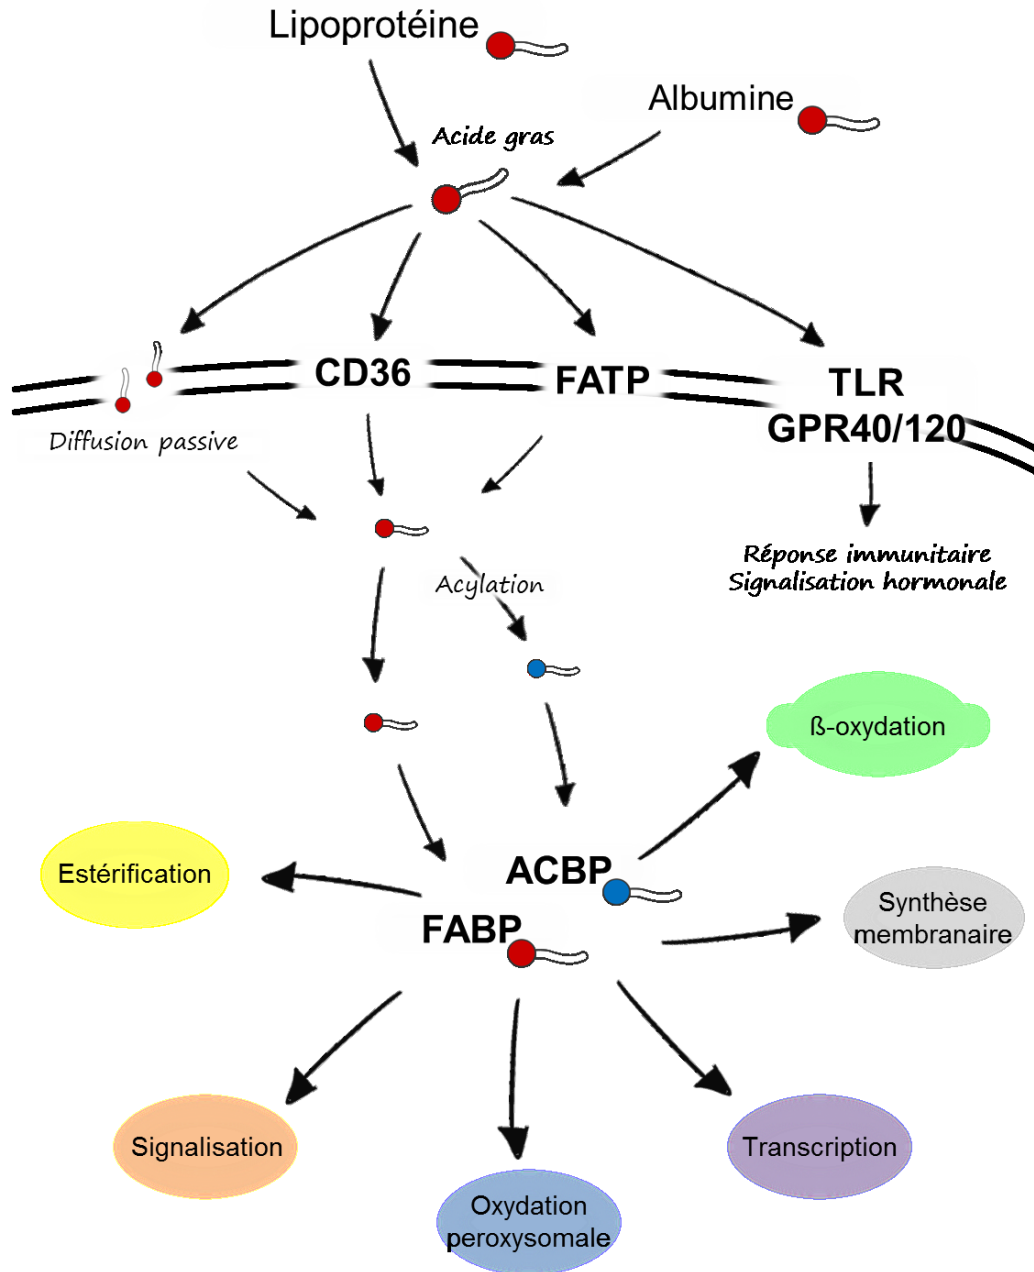 Lipoprotéine
Albumine
Acide gras
CD36
FATP
TLR
GPR40/120
Diffusion passive
Réponse immunitaire
Signalisation hormonale
Acylation
ß-oxydation
Estérification
ACBP
FABP
Synthèse
membranaire
Signalisation
Transcription
Oxydation
peroxysomale